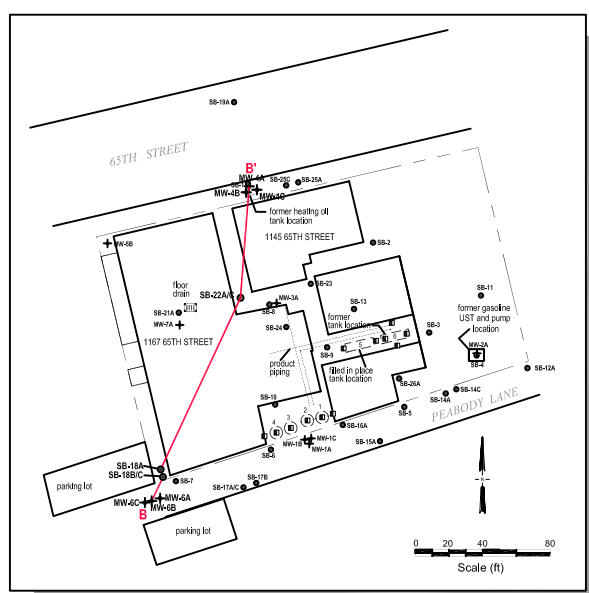 SB-19A
65TH STREET
B'
MW-4A
SB-25C
SB-25A
MW-4B
MW-4C
former heating oil
tank location
1145 65TH STREET
MW-5B
SB-2
floor
drain
SB-22A/C
SB-23
SB-11
SB-21A
MW-7A
SB-8
MW-3A
SB-13
former gasoline
UST and pump
location
SB-24
former
tank location
SB-3
MW-2A
SB-4
1167 65TH STREET
SB-9
5
6
product
piping
filled in place
tank location
SB-12A
SB-26A
SB-14C
SB-14A
SB-10
SB-5
PEABODY LANE
4
3
2
1
SB-16A
MW-1C
MW-1B
MW-1A
SB-15A
SB-6
SB-18A
SB-18B/C
SB-7
SB-17B
SB-17A/C
parking lot
MW-6A
MW-6C
MW-6B
B
parking lot
N
0 20 40 80
Scale (ft)